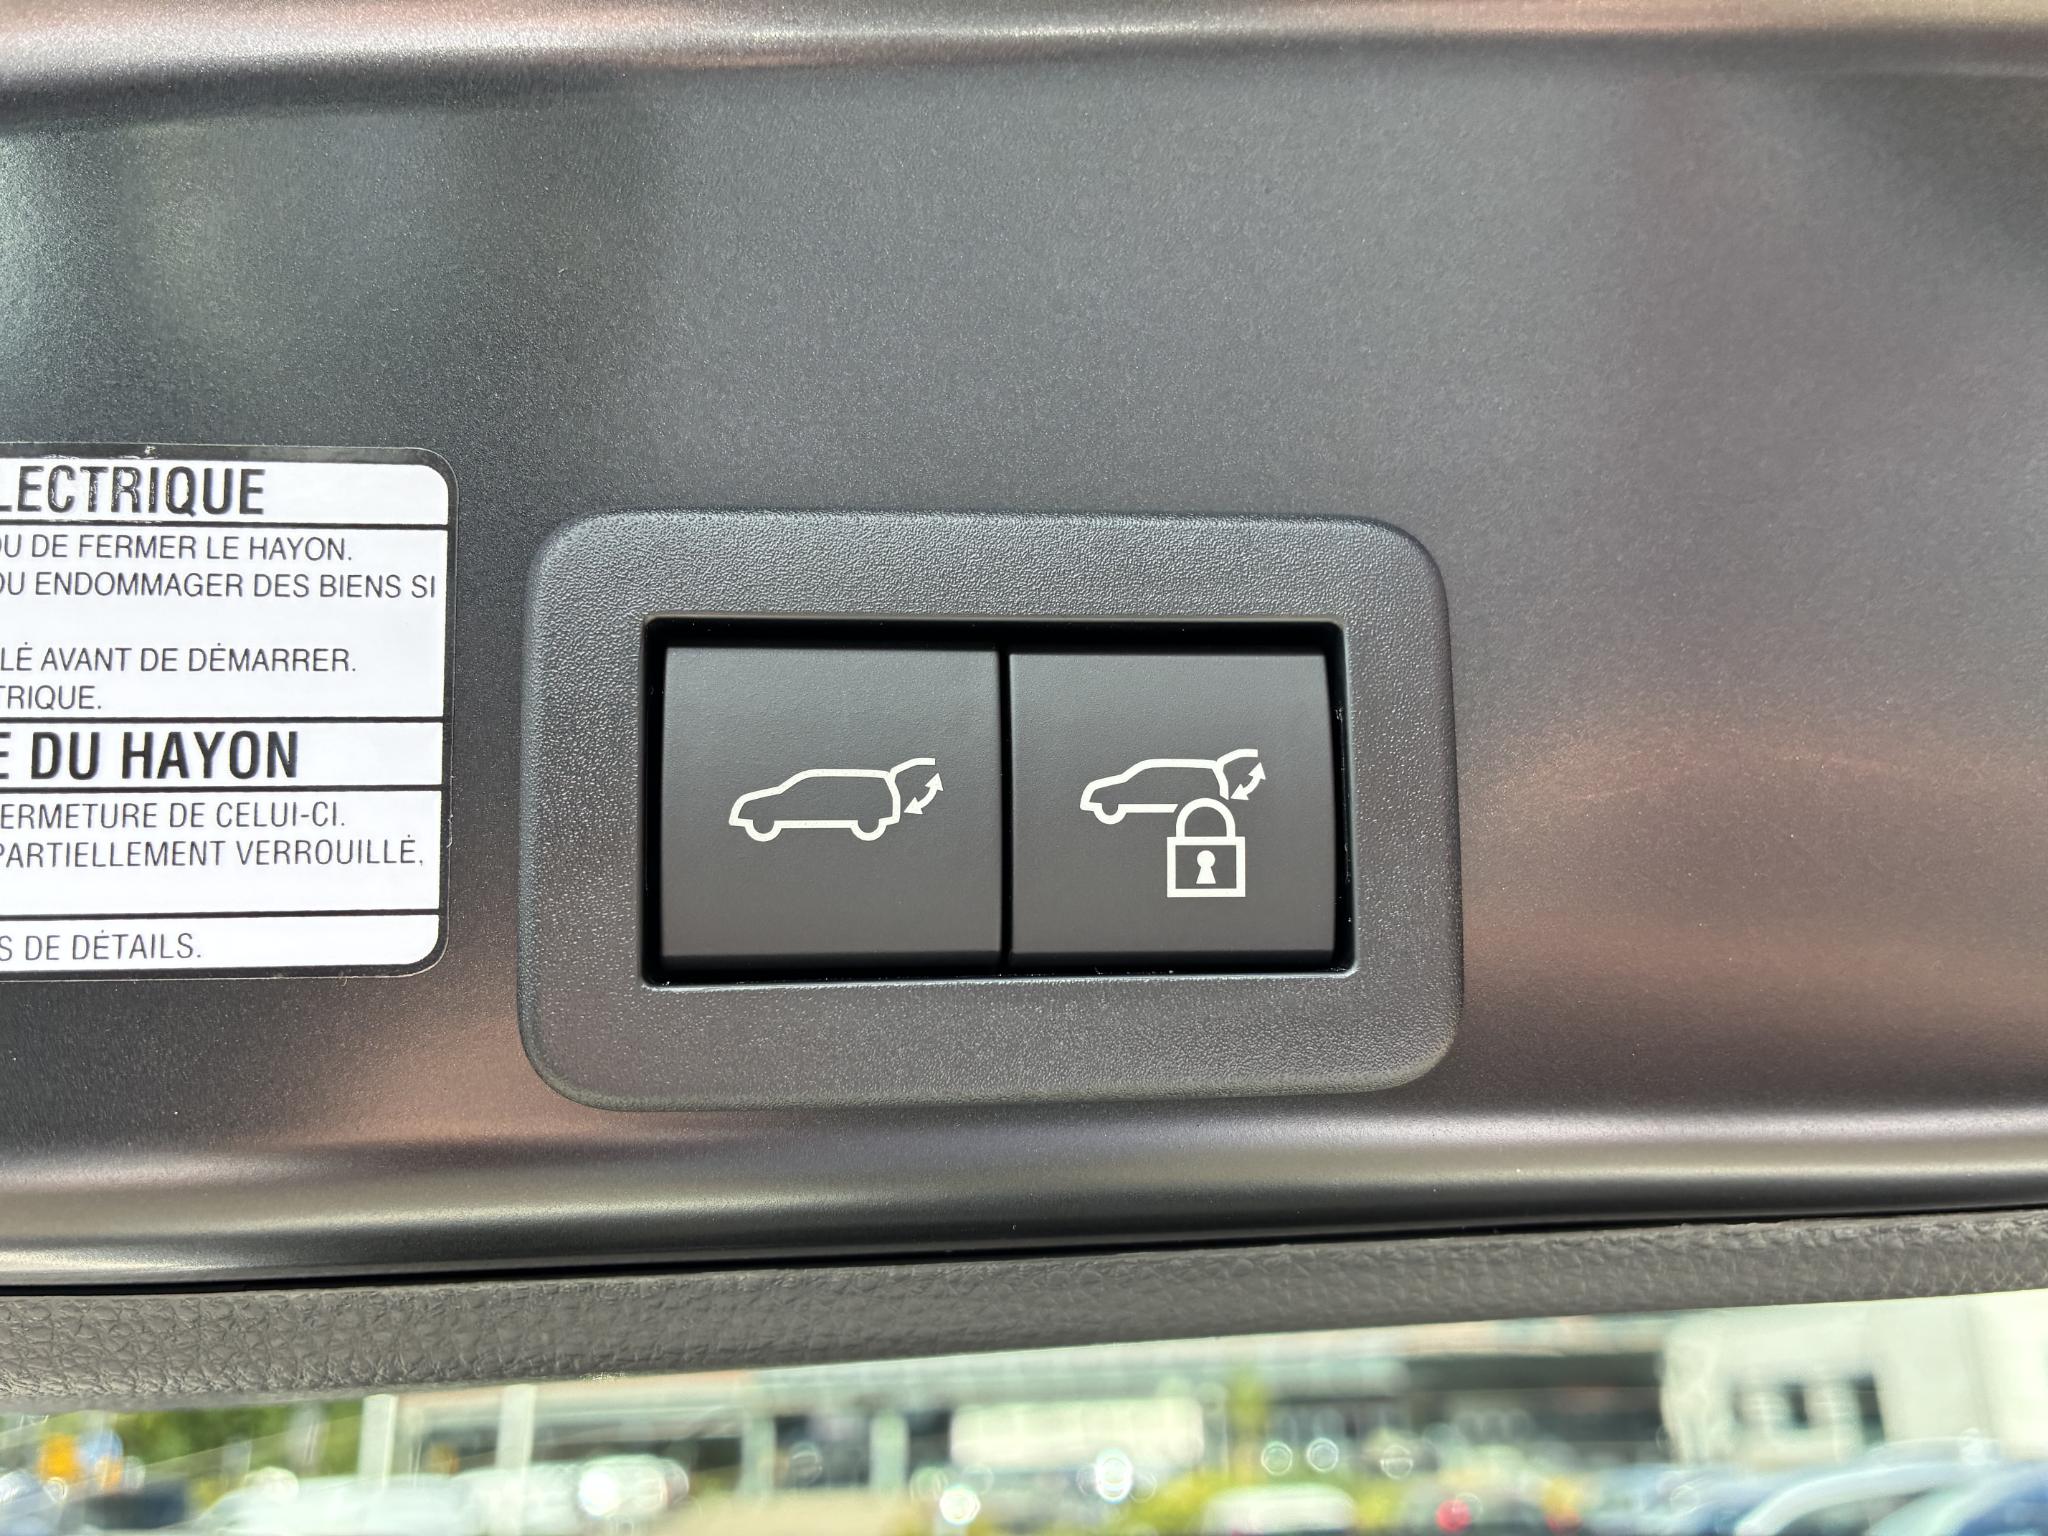 LECTRIQUE
OU DE FERMER LE HAYON.
OU ENDOMMAGER DES BIENS SI
LÉ AVANT DE DÉMARRER.
TRIQUE.
E DU HAYON
ERMETURE DE CELUI-CI.
PARTIELLEMENT VERROUILLÉ,
S DE DÉTAILS.